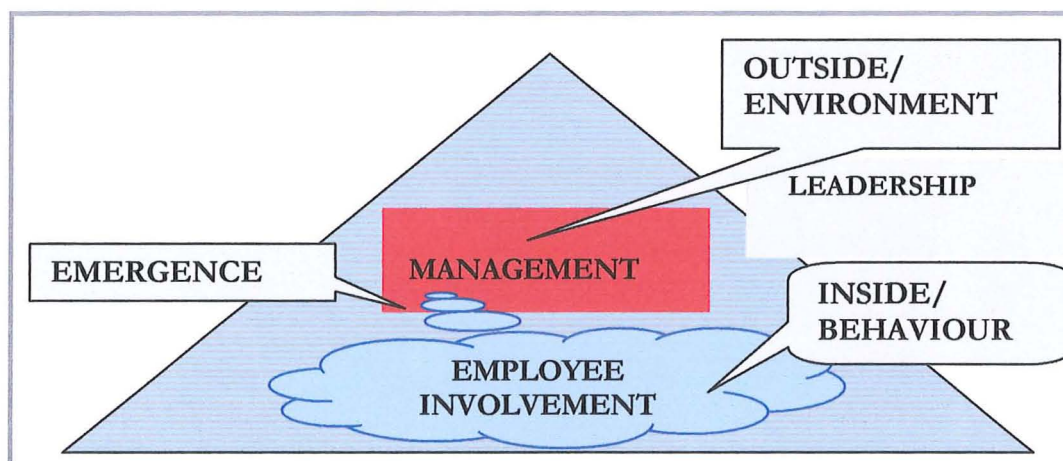 OUTSIDE/
ENVIRONMENT
LEADERSHIP
EMERGENCE
MANAGEMENT
INSIDE/
BEHAVIOUR
EMPLOYEE
INVOLVEMENT